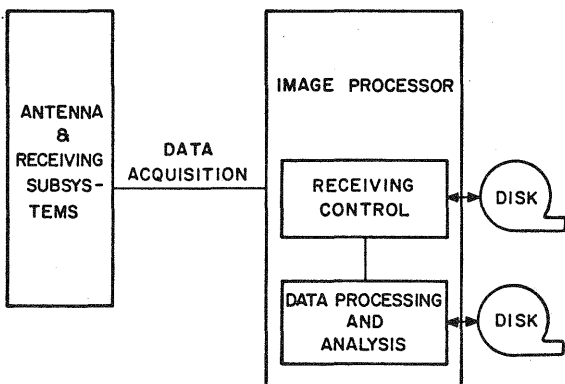 ANTENNA
&
RECEIVING
SUBSYS-
TEMS
DATA
ACQUISITION
IMAGE PROCESSOR
RECEIVING
CONTROL
DISK
DATA PROCESSING
AND
ANALYSIS
DISK